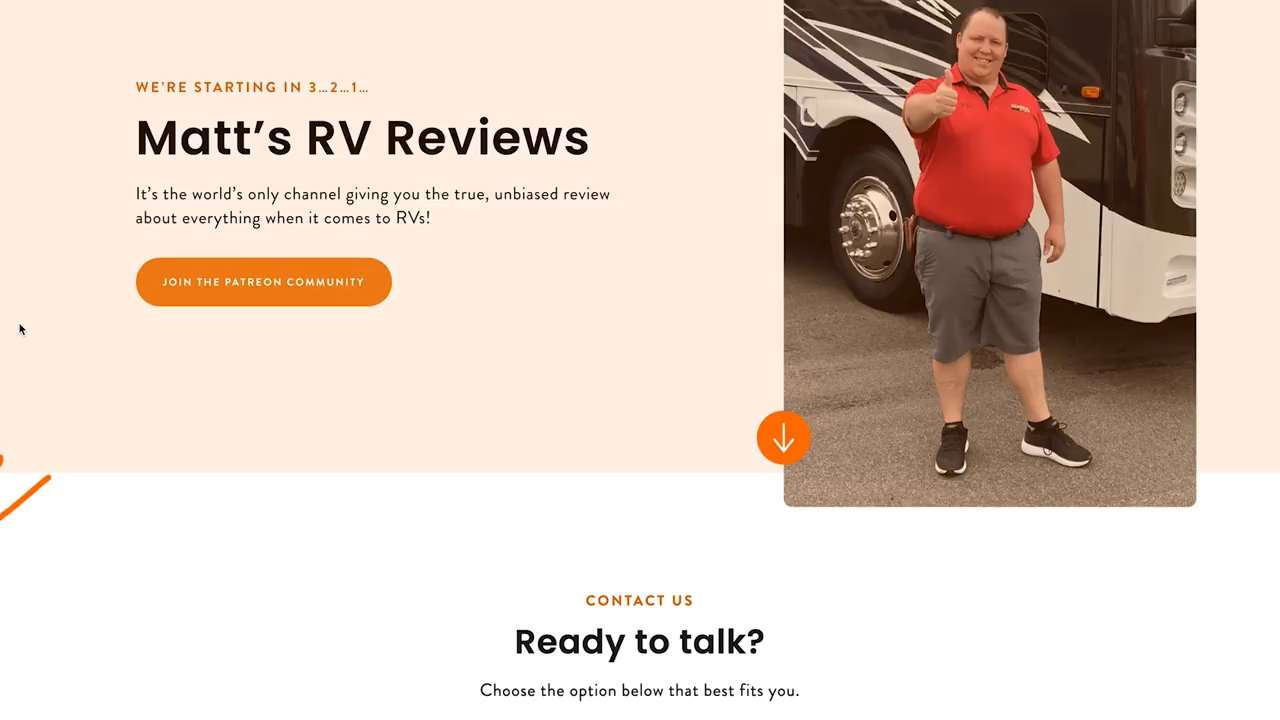 WE'RE STARTING IN 3…2…1…
Matt's RV Reviews
It's the world's only channel giving you the true, unbiased review
about everything when it comes to RVs!
JOIN THE PATREON COMMUNITY
CONTACT US
Ready to talk?
Choose the option below that best fits you.